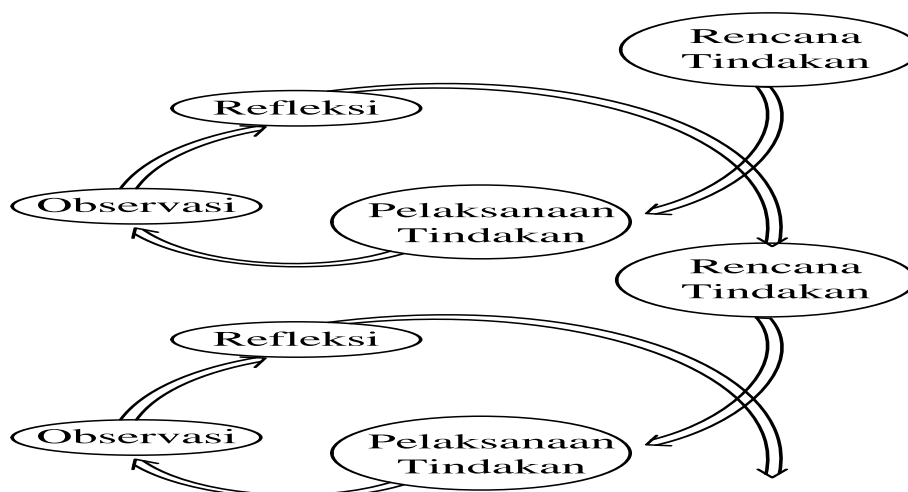 Rencana
Tindakan
Refleksi
Observasi
Pelaksanaan
Tindakan
Rencana
Tindakan
Refleksi
Observasi
Pelaksanaan
Tindakan